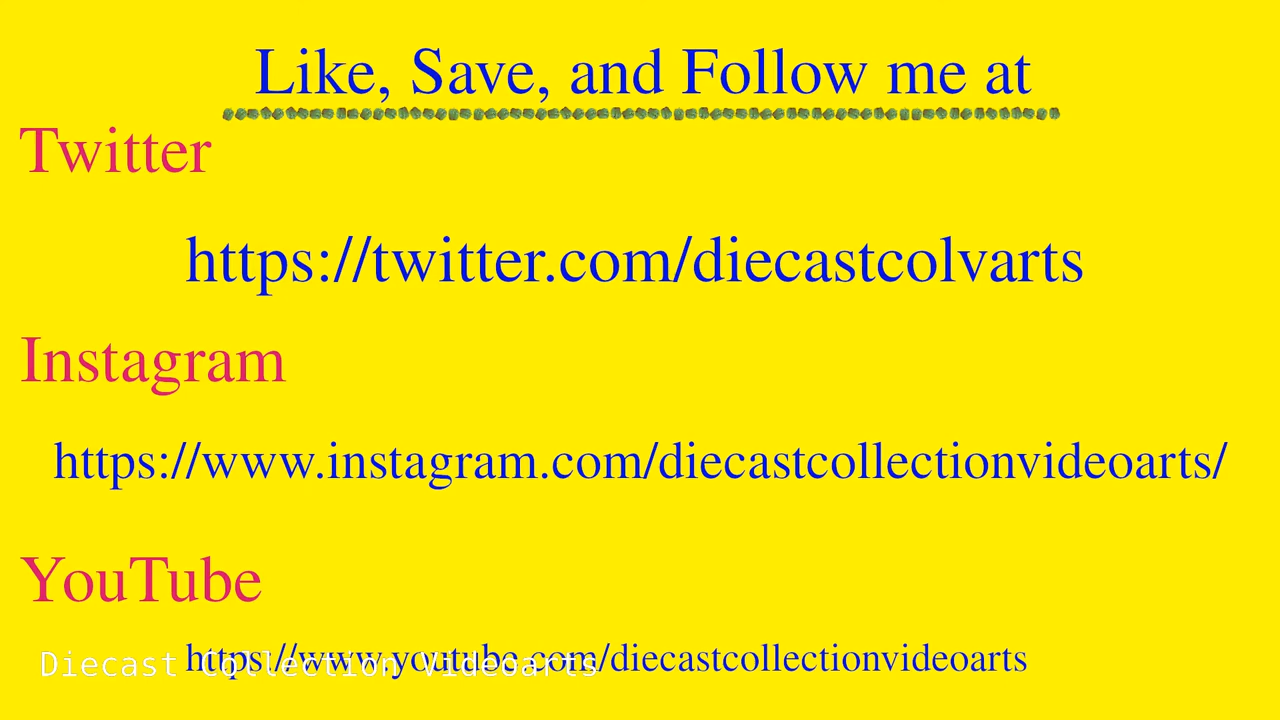 Like, Save, and Follow me at
Twitter
https://twitter.com/diecastcolvarts
Instagram
https://www.instagram.com/diecastcollectionvideoarts/
YouTube
https://www.youtube.com/diecastcollectionvideoarts
Diecast Collection Videoarts